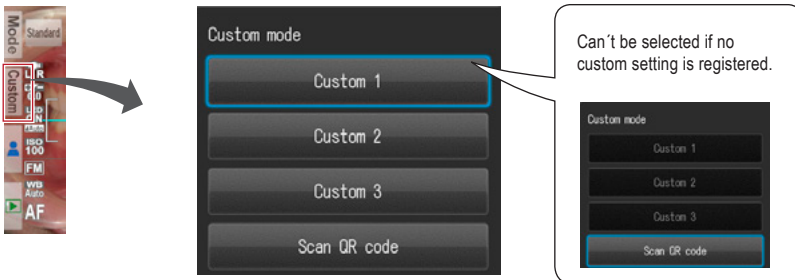 Mode
Standard
Custom
ISO
100
FM
WB
Auto
AF
Custom mode
Custom 1
Custom 2
Custom 3
Scan QR code
Can´t be selected if no
custom setting is registered.
Custom mode
Custom 1
Custom 2
Custom 3
Scan QR code